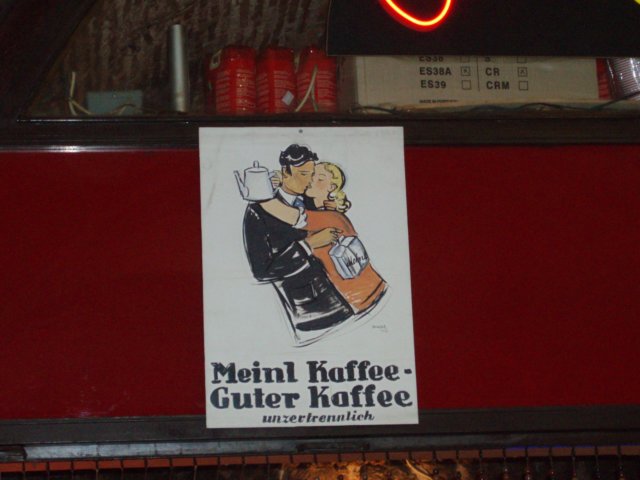 ES38A CR
ES39 CRM
Meinl Kaffee-
Guter Kaffee
unzertrennlich